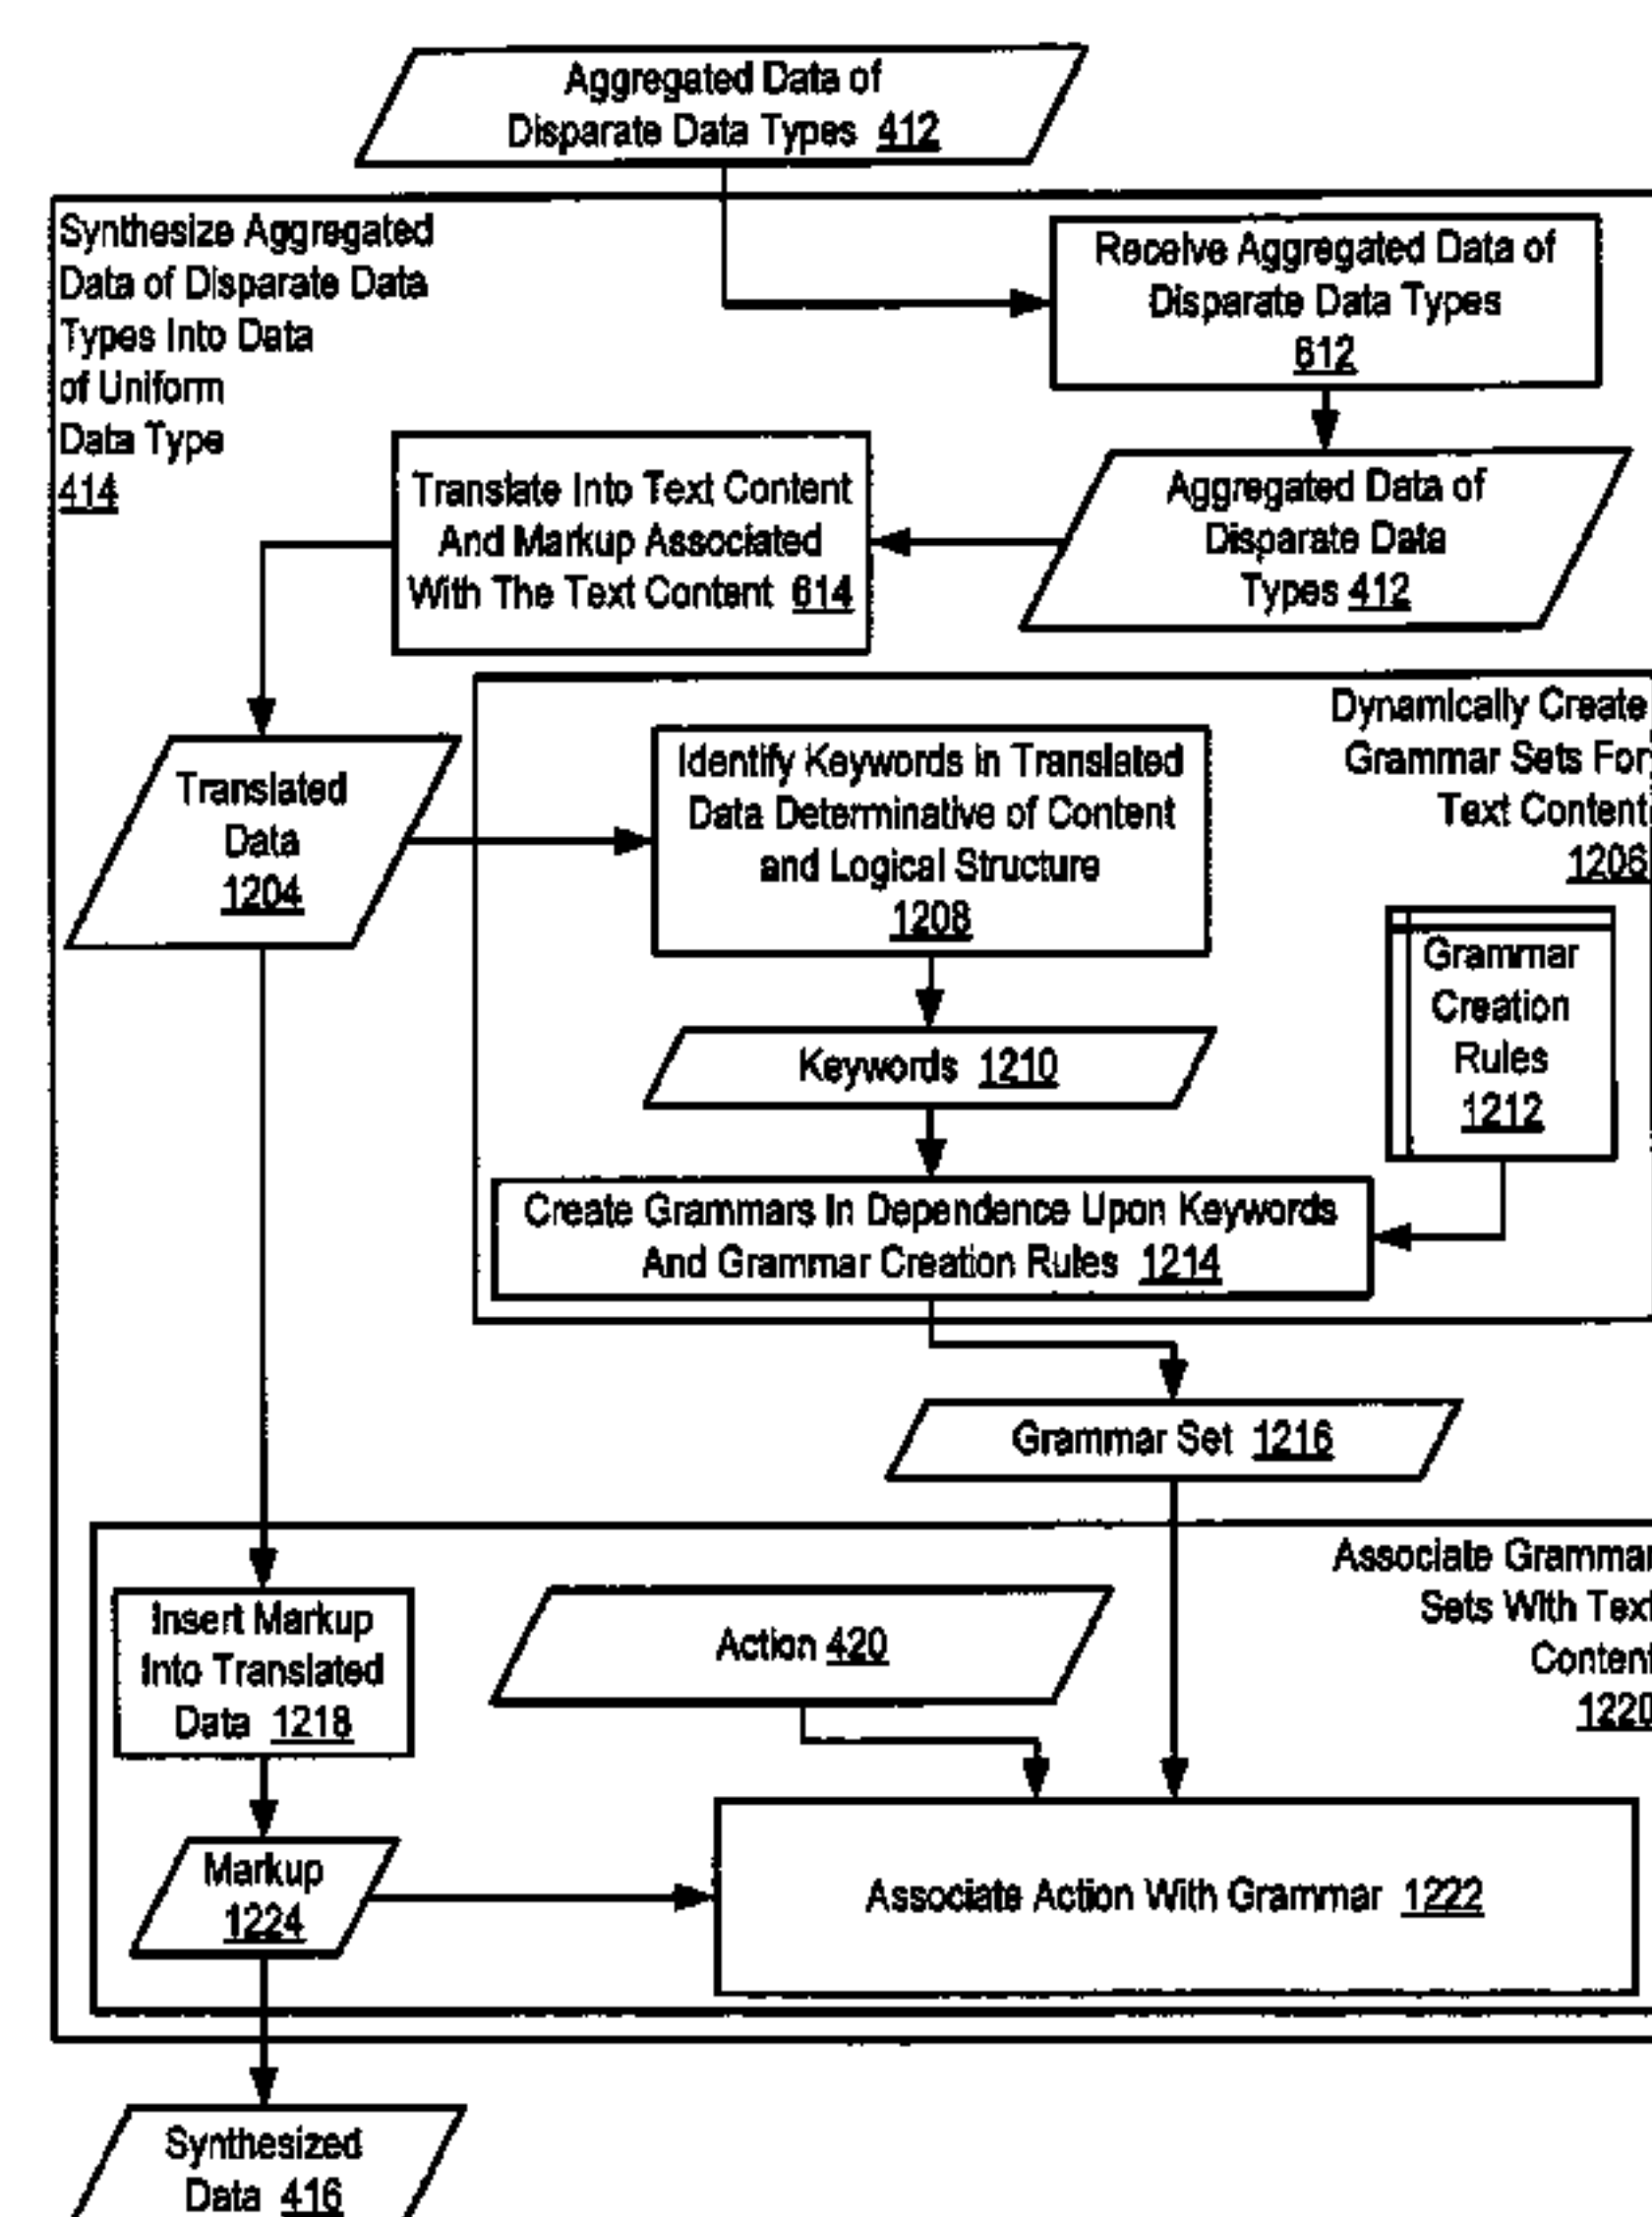 Aggregated Data of
Disparate Data Types 412
Synthesize Aggregated
Data of Disparate Data
Types Into Data
of Uniform
Data Type
414
Receive Aggregated Data of
Disparate Data Types
612
Aggregated Data of
Disparate Data
Types 412
Translate Into Text Content
And Markup Associated
With The Text Content 614
Translated
Data
1204
Dynamically Create
Grammar Sets For
Text Content
1206
Identify Keywords in Translated
Data Determinative of Content
and Logical Structure
1208
Grammar
Creation
Rules
1212
Keywords 1210
Create Grammars In Dependence Upon Keywords
And Grammar Creation Rules 1214
Grammar Set 1216
Associate Grammar
Sets With Text
Content
1220
Insert Markup
Into Translated
Data 1218
Action 420
Markup
1224
Associate Action With Grammar 1222
Synthesized
Data 416